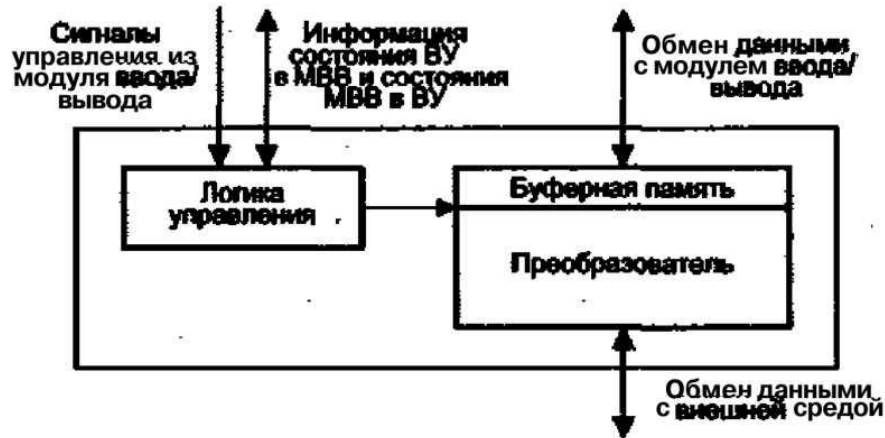 Сигналы
управления из
модуля ввода/
вывода
Информация
состояния ВУ
в МВВ и состояния
МВВ в ВУ
Обмен данными
с модулем ввода/
вывода
Логика
управления
Буферная память
Преобразователь
Обмен данными
с внешней средой